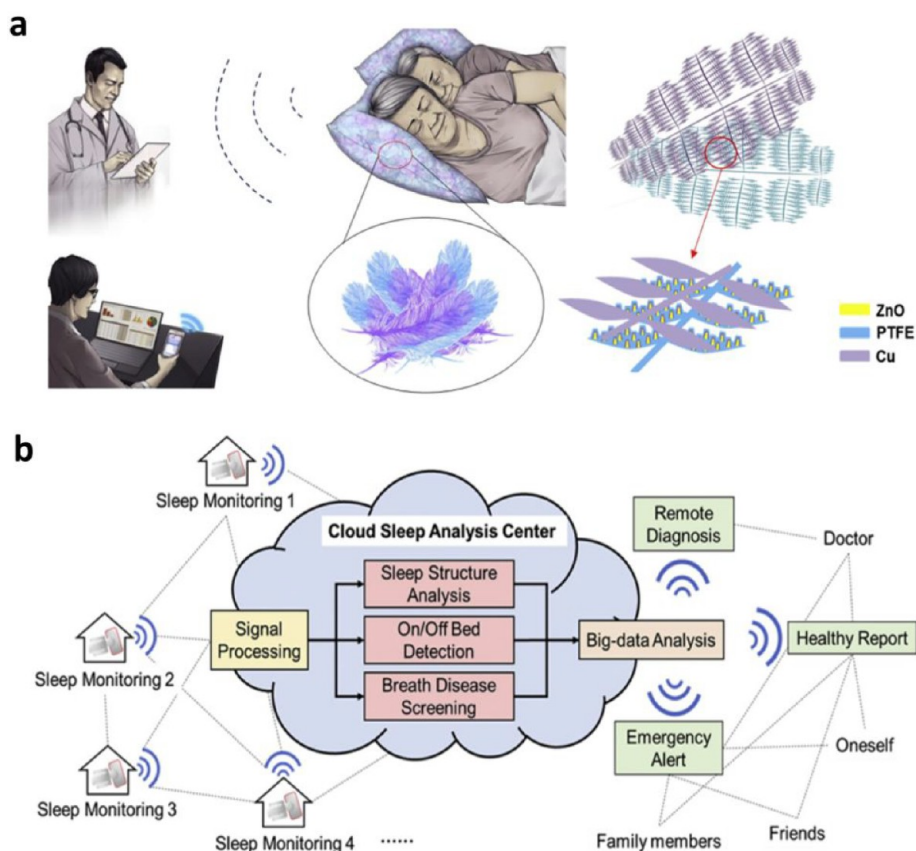 a
ZnO
PTFE
Cu
b
Sleep Monitoring 1
Sleep Monitoring 2
Sleep Monitoring 3
Sleep Monitoring 4
......
Cloud Sleep Analysis Center
Signal
Processing
Sleep Structure
Analysis
On/Off Bed
Detection
Breath Disease
Screening
Big-data Analysis
Remote
Diagnosis
Doctor
Healthy Report
Emergency
Alert
Oneself
Family members
Friends